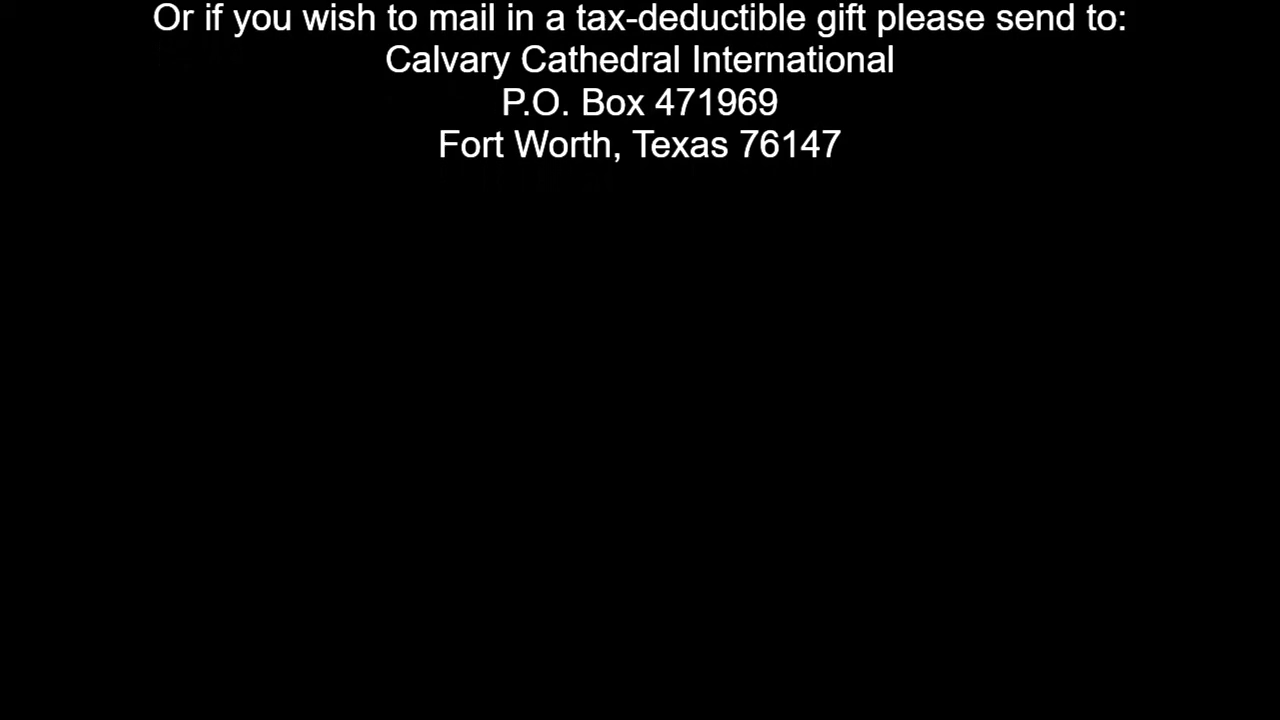 Or if you wish to mail in a tax-deductible gift please send to:
Calvary Cathedral International
P.O. Box 471969
Fort Worth, Texas 76147